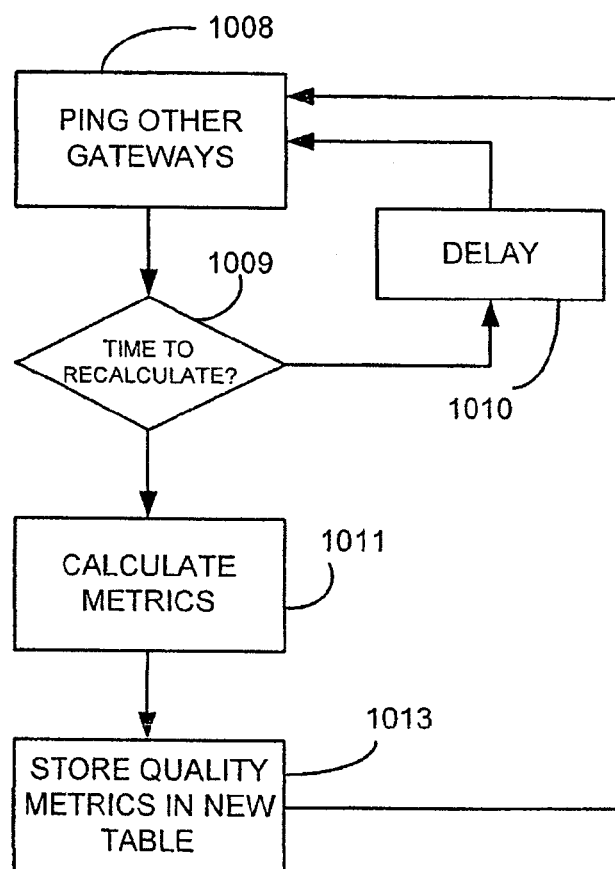 1008
PING OTHER
GATEWAYS
1009
DELAY
TIME TO
RECALCULATE?
1010
1011
CALCULATE
METRICS
1013
STORE QUALITY
METRICS IN NEW
TABLE